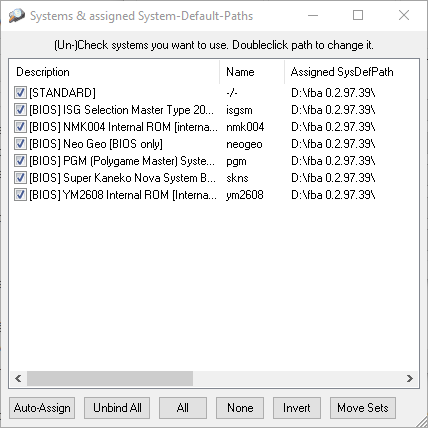 Systems & assigned System-Default-Paths
(Un-)Check systems you want to use. Doubleclick path to change it.
Description Name Assigned SysDefPath
[STANDARD] -/- D:\fba 0.2.97.39\
[BIOS] ISG Selection Master Type 20... isgsm D:\fba 0.2.97.39\
[BIOS] NMK004 Internal ROM [interna... nmk004 D:\fba 0.2.97.39\
[BIOS] Neo Geo [BIOS only] neogeo D:\fba 0.2.97.39\
[BIOS] PGM (Polygame Master) Syste... pgm D:\fba 0.2.97.39\
[BIOS] Super Kaneko Nova System B... skns D:\fba 0.2.97.39\
[BIOS] YM2608 Internal ROM [Interna... ym2608 D:\fba 0.2.97.39\
Auto-Assign Unbind All All None Invert Move Sets